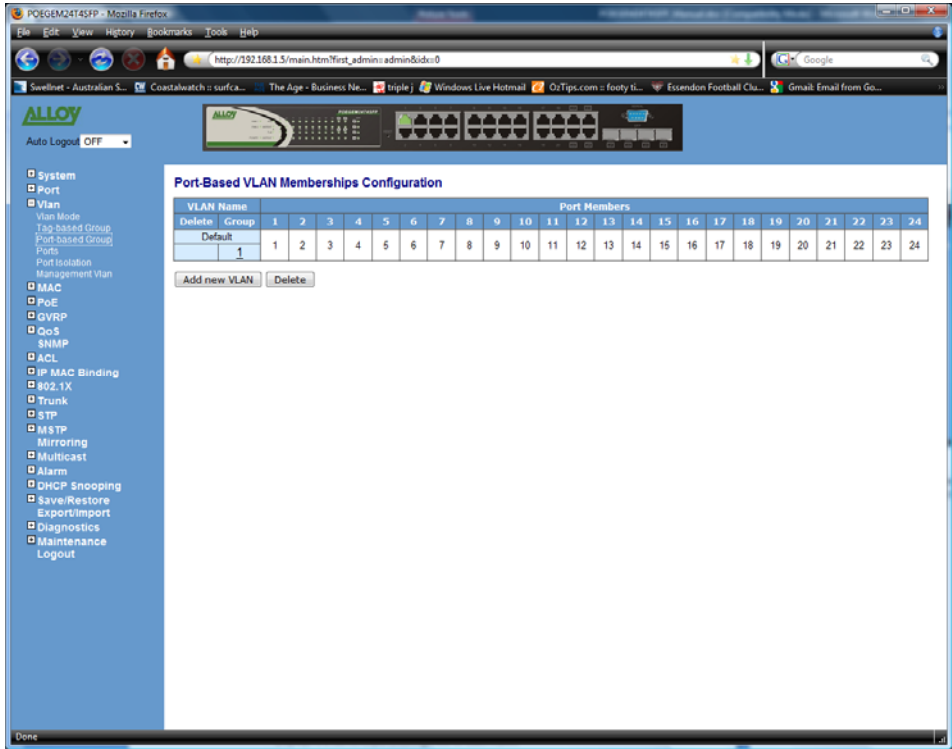 POEGEM24T4SFP - Mozilla Firefox
File Edit View History Bookmarks Tools Help
http://192.168.1.5/main.htm?first_admin=admin&idx=0
Google
Swellnet - Australian S... Coastalwatch :: surfca... The Age - Business Ne... triple j Windows Live Hotmail OzTips.com :: footy ti... Essendon Football Clu... Gmail: Email from Go...
ALLOY
ALLOY
Auto Logout OFF
System
Port
Vlan
Vlan Mode
Tag-based Group
Port-based Group
Ports
Port Isolation
Management Vlan
MAC
PoE
GVRP
QoS
SNMP
ACL
IP MAC Binding
802.1X
Trunk
STP
MSTP
Mirroring
Multicast
Alarm
DHCP Snooping
Save/Restore
Export/Import
Diagnostics
Maintenance
Logout
Port-Based VLAN Memberships Configuration
VLAN Name Port Members
Delete Group 1 2 3 4 5 6 7 8 9 10 11 12 13 14 15 16 17 18 19 20 21 22 23 24
Default
1 1 2 3 4 5 6 7 8 9 10 11 12 13 14 15 16 17 18 19 20 21 22 23 24
Add new VLAN Delete
Done